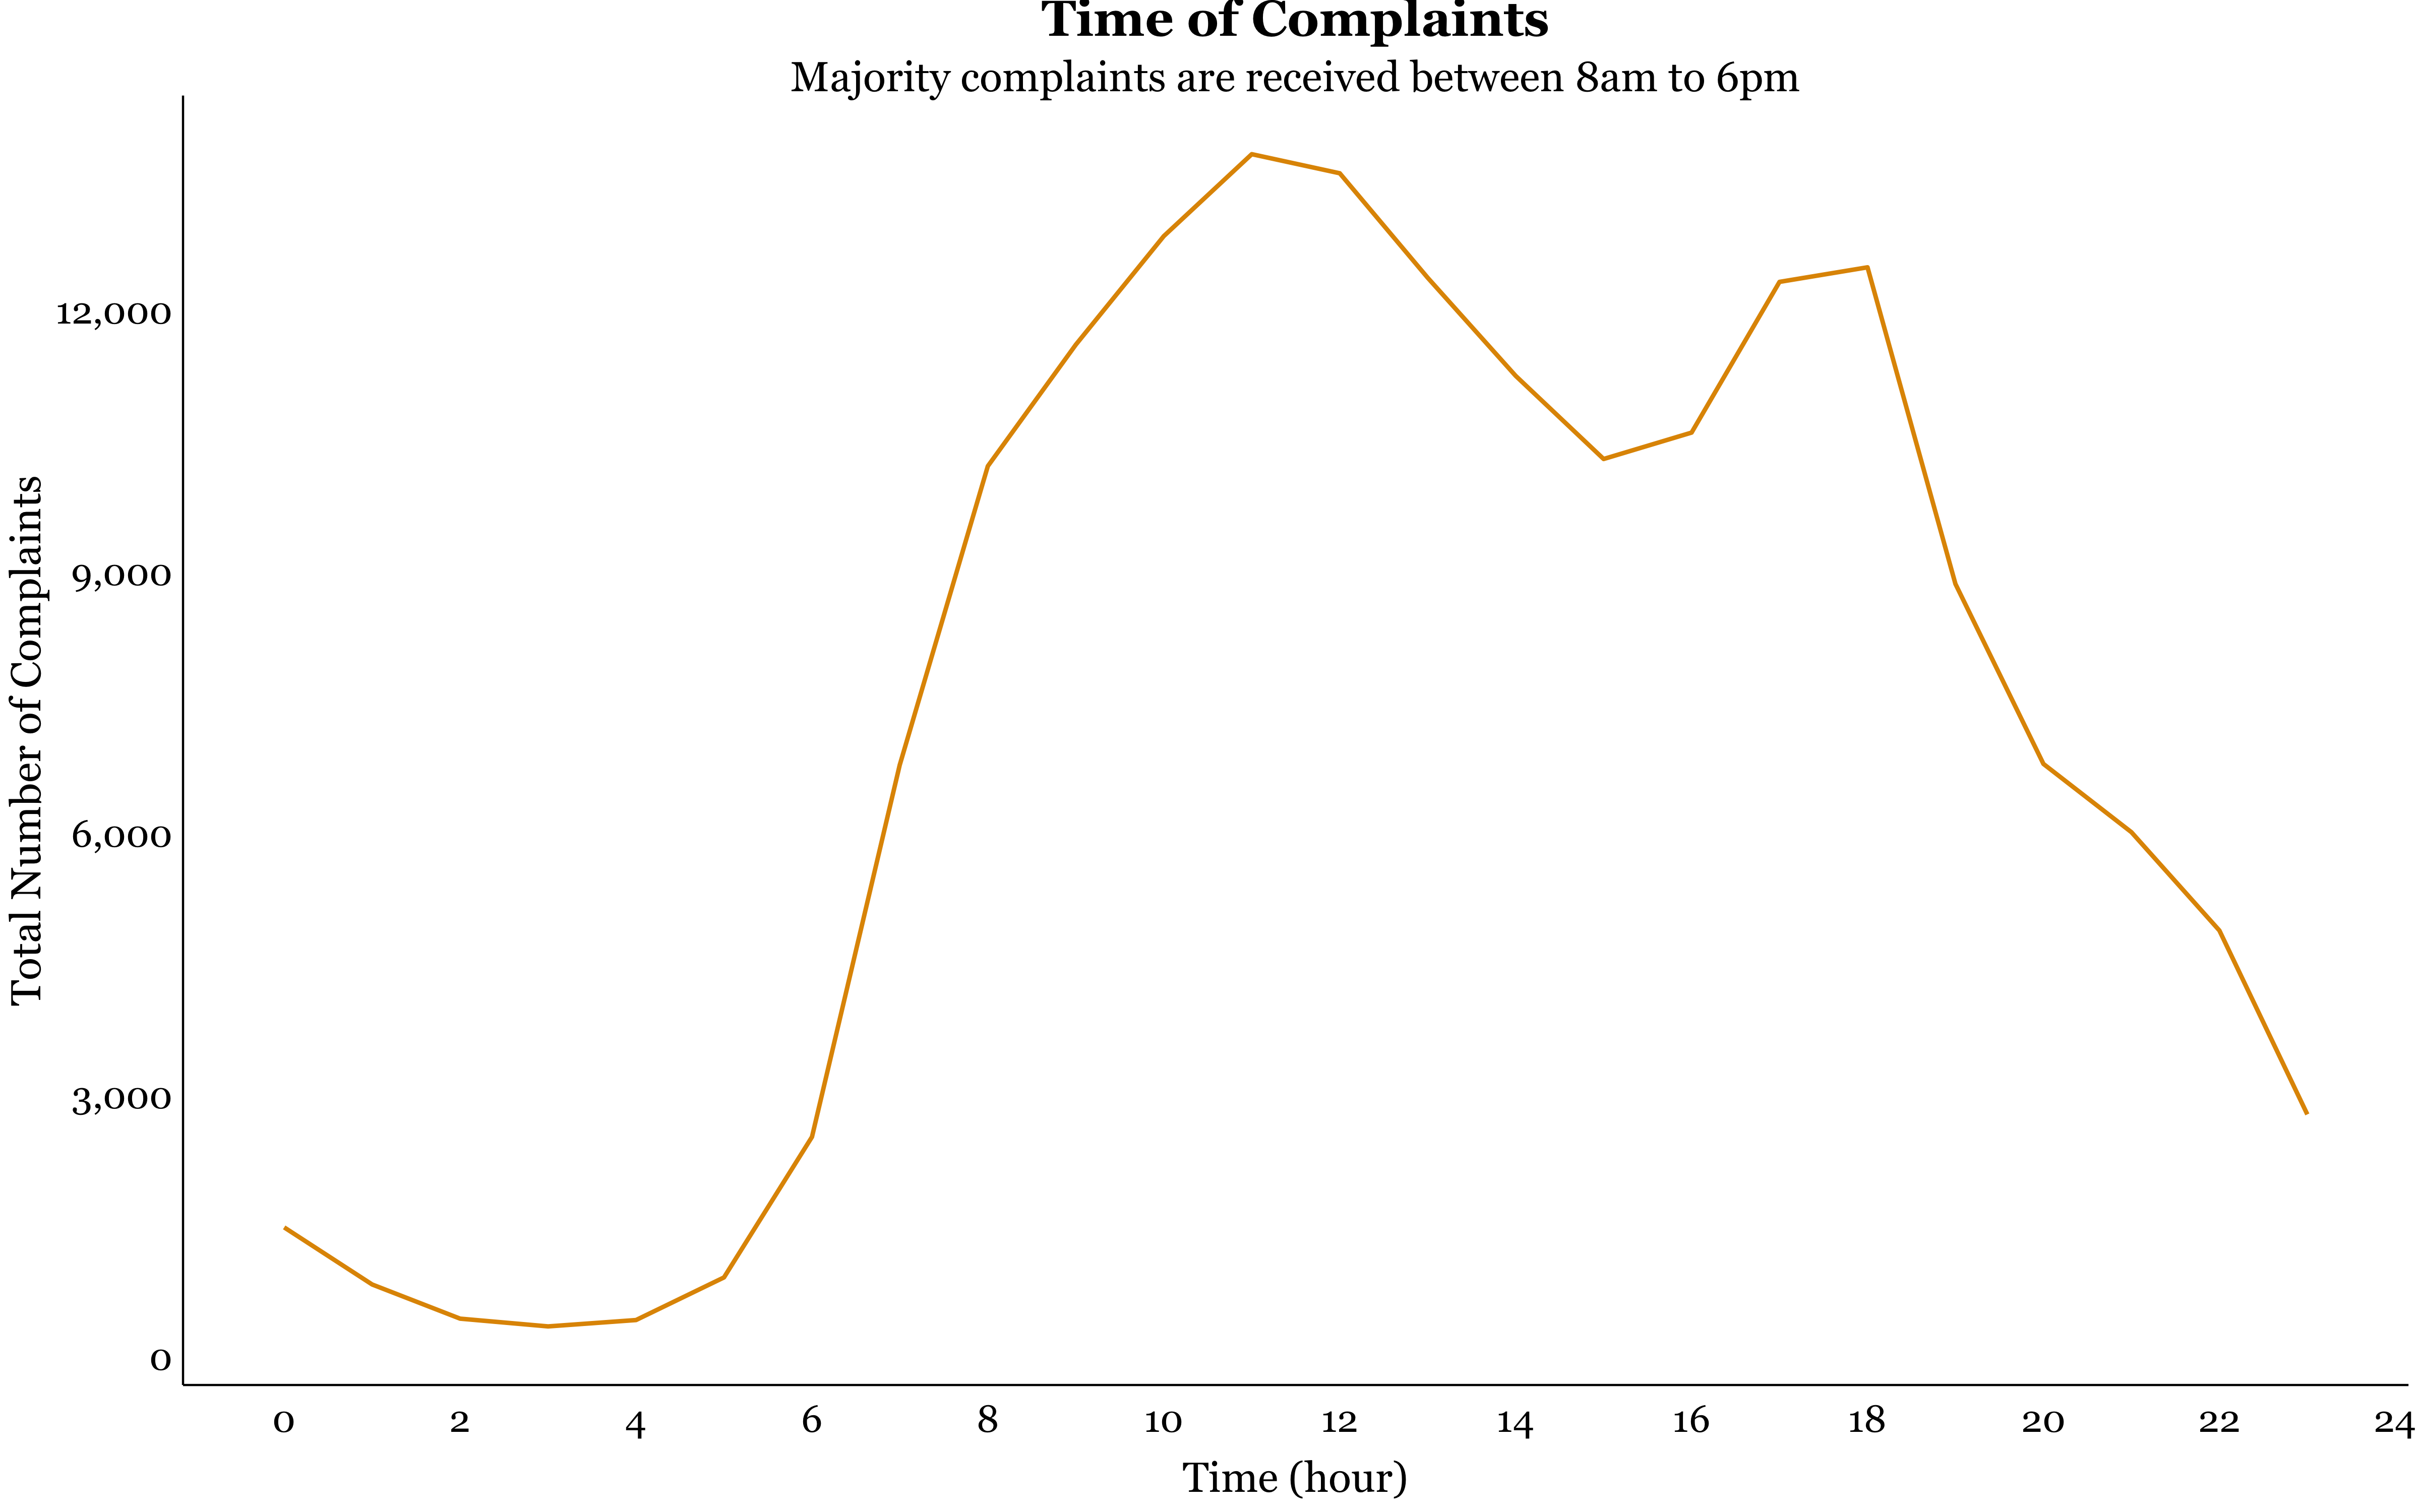 Time of Complaints
Majority complaints are received between 8am to 6pm
Total Number of Complaints
12,000
9,000
6,000
3,000
0
0 2 4 6 8 10 12 14 16 18 20 22 24
Time (hour)